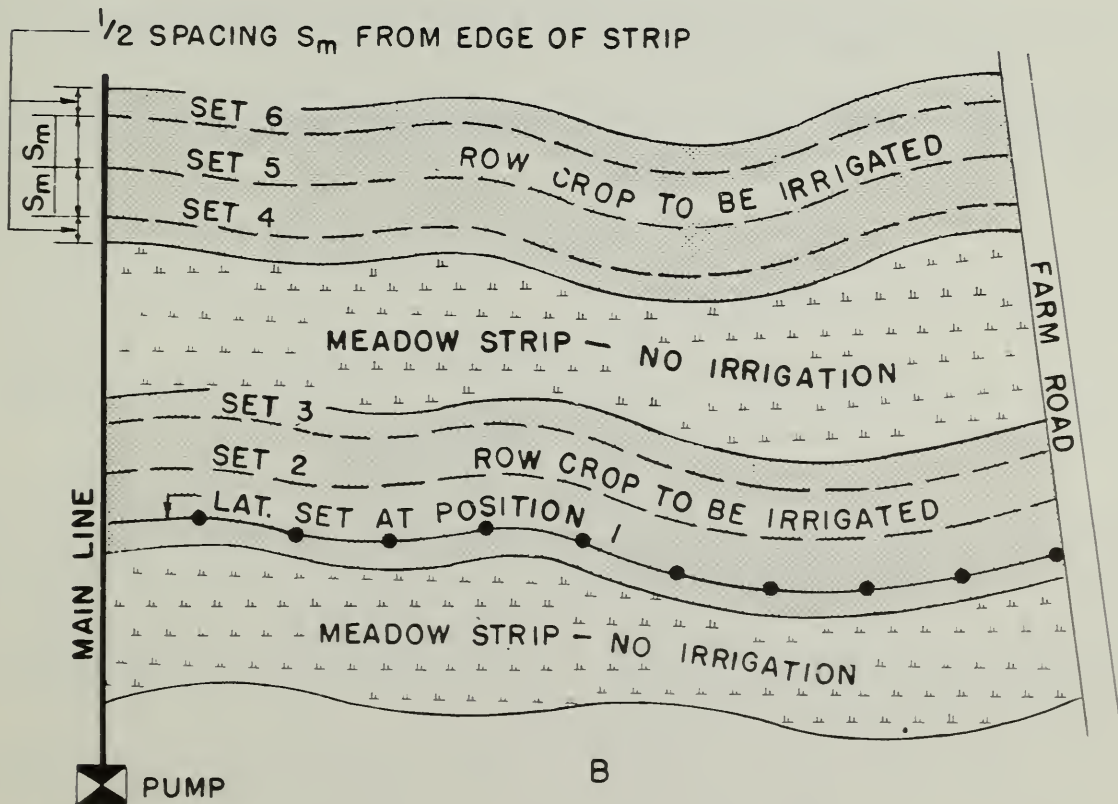 1/2 SPACING Sm FROM EDGE OF STRIP
SET 6
Sm
SET 5
Sm
SET 4
ROW CROP TO BE IRRIGATED
MEADOW STRIP — NO IRRIGATION
FARM ROAD
SET 3
SET 2
ROW CROP TO BE IRRIGATED
LAT. SET AT POSITION 1
MAIN LINE
MEADOW STRIP — NO IRRIGATION
B
PUMP